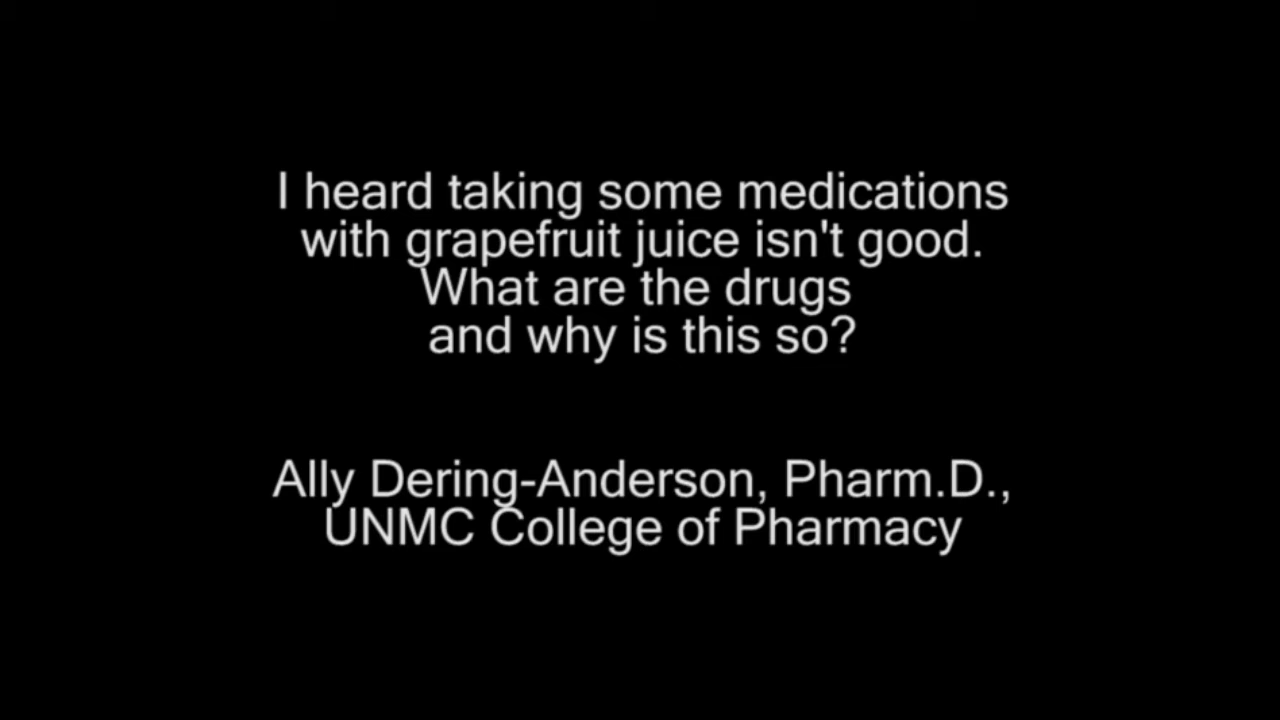 I heard taking some medications
with grapefruit juice isn't good.
What are the drugs
and why is this so?
Ally Dering-Anderson, Pharm.D.,
UNMC College of Pharmacy